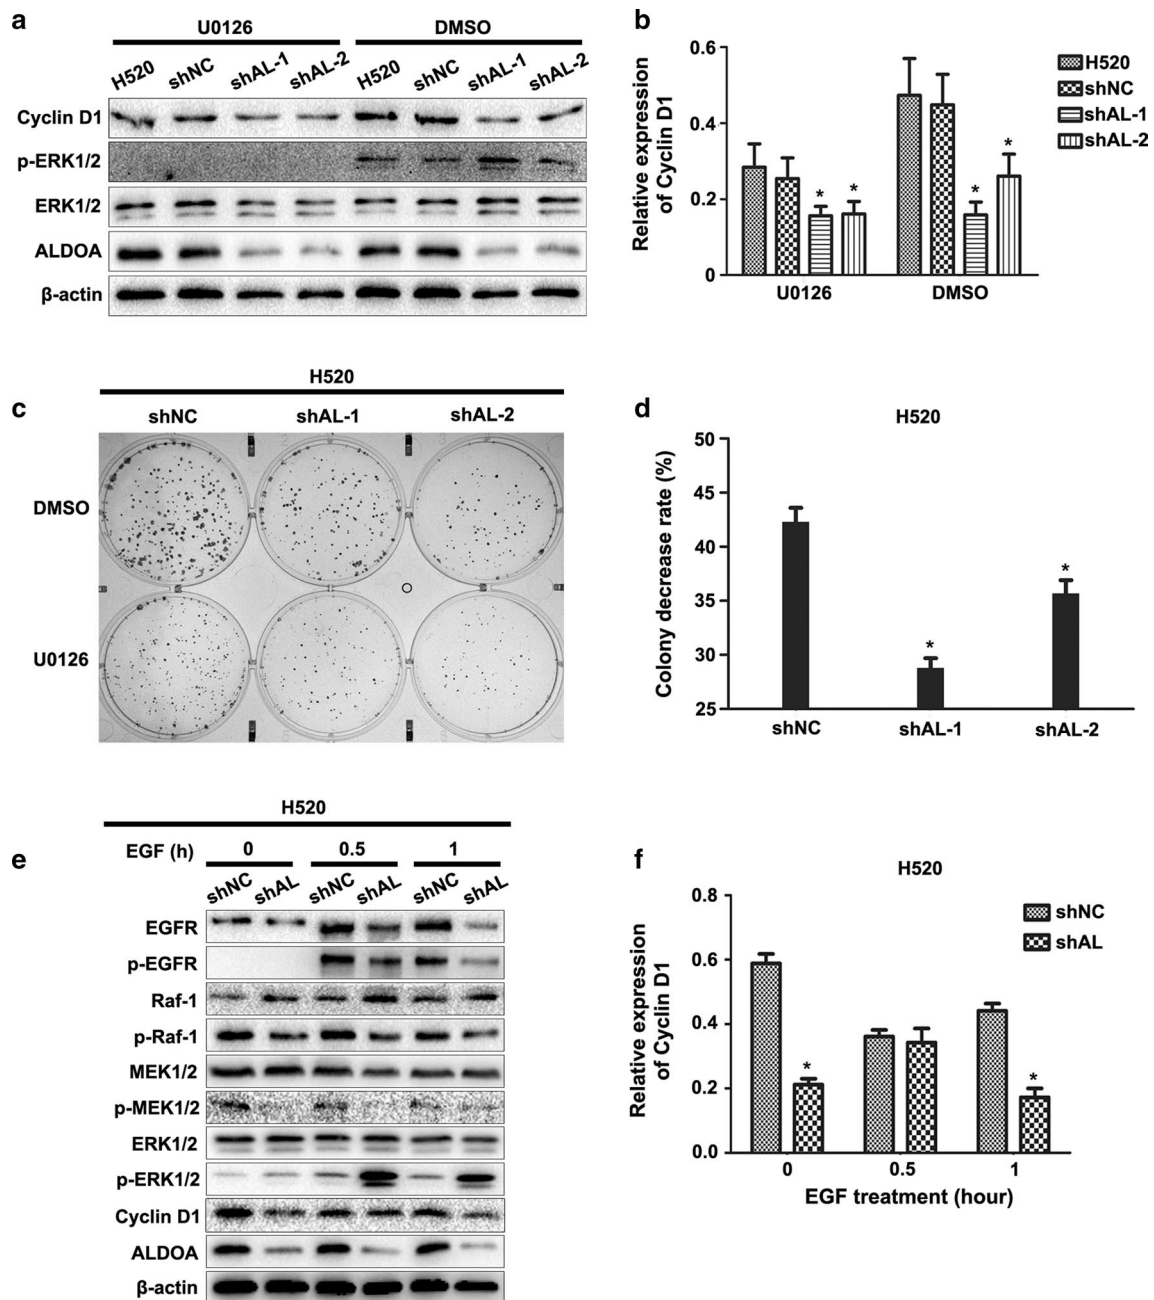 a
U0126 DMSO
H520 shNC shAL-1 shAL-2 H520 shNC shAL-1 shAL-2
Cyclin D1
p-ERK1/2
ERK1/2
ALDOA
β-actin
b
Relative expression
of Cyclin D1
0.6
0.4
0.2
0
* * * *
U0126 DMSO
H520
shNC
shAL-1
shAL-2
c
H520
shNC shAL-1 shAL-2
DMSO
U0126
d
H520
Colony decrease rate (%)
50
45
40
35
30
25
* *
shNC shAL-1 shAL-2
e
H520
EGF (h) 0 0.5 1
shNC shAL shNC shAL shNC shAL
EGFR
p-EGFR
Raf-1
p-Raf-1
MEK1/2
p-MEK1/2
ERK1/2
p-ERK1/2
Cyclin D1
ALDOA
β-actin
f
H520
Relative expression
of Cyclin D1
0.8
0.6
0.4
0.2
0.0
* *
0 0.5 1
EGF treatment (hour)
shNC
shAL